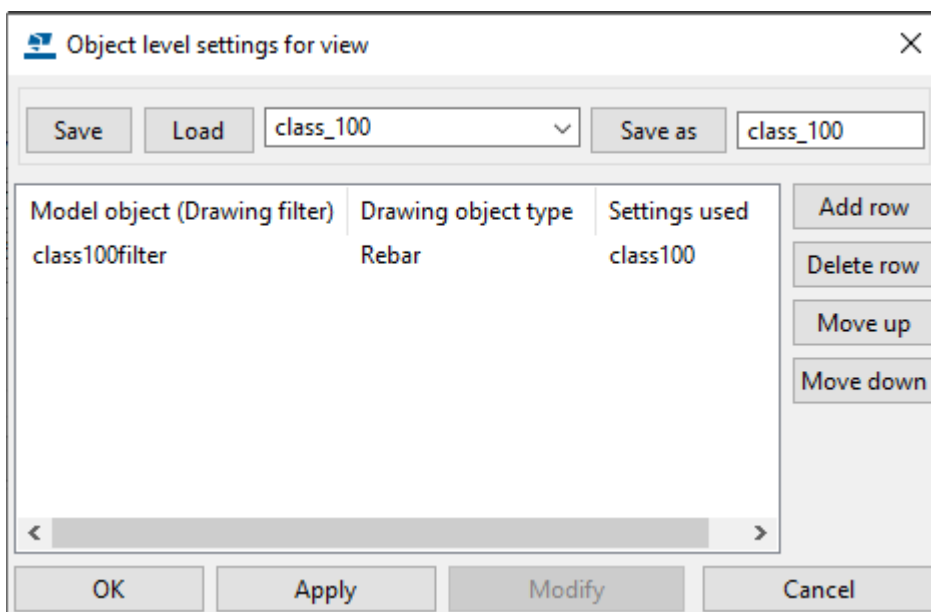 Object level settings for view
Save Load class_100 Save as class_100
Model object (Drawing filter) Drawing object type Settings used
class100filter Rebar class100
Add row
Delete row
Move up
Move down
OK Apply Modify Cancel